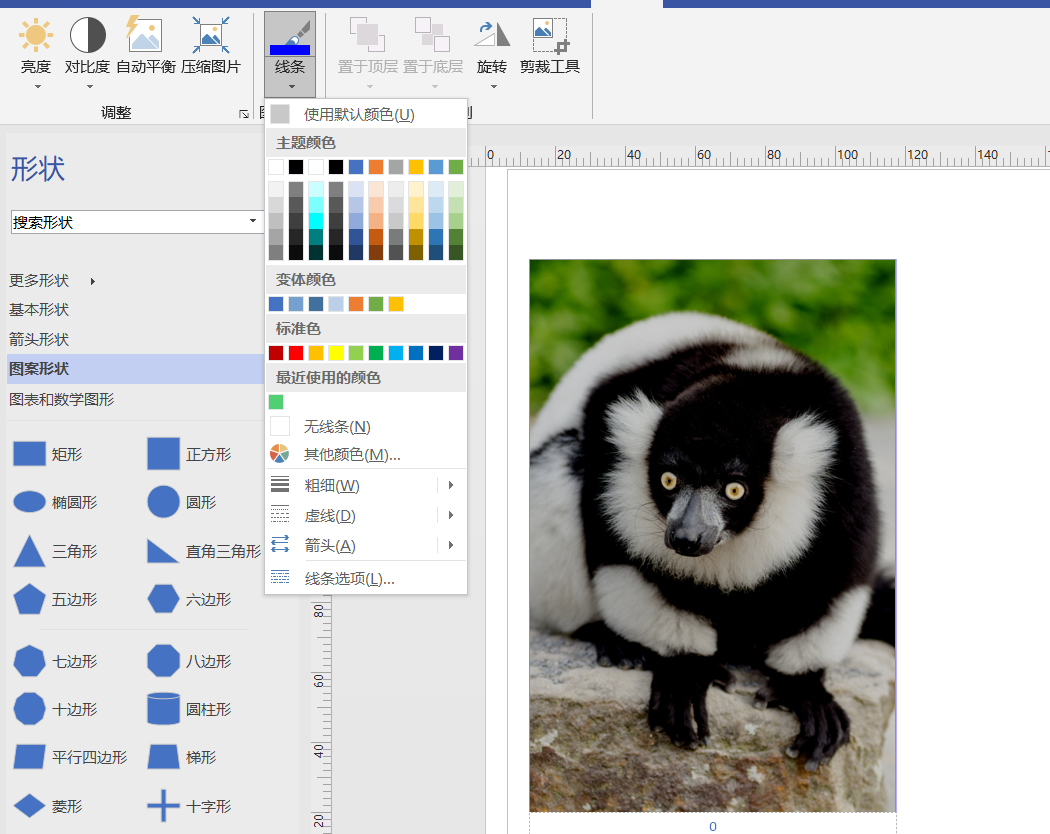 亮度 对比度 自动平衡 压缩图片 线条 置于顶层 置于底层 旋转 剪裁工具
调整
使用默认颜色(U)
主题颜色
变体颜色
标准色
最近使用的颜色
无线条(N)
其他颜色(M)...
粗细(W)
虚线(D)
箭头(A)
线条选项(L)...
形状
搜索形状
更多形状
基本形状
箭头形状
图案形状
图表和数学图形
矩形 正方形
椭圆形 圆形
三角形 直角三角形
五边形 六边形
七边形 八边形
十边形 圆柱形
平行四边形 梯形
菱形 十字形
0 20 40 60 80 100 120 140
80
60
40
20
0